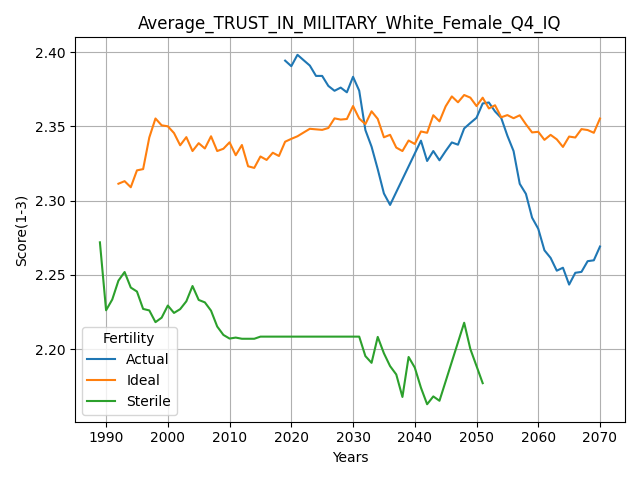 Average_TRUST_IN_MILITARY_White_Female_Q4_IQ
2.40
2.35
2.30
2.25
2.20
Score(1-3)
Fertility
Actual
Ideal
Sterile
1990 2000 2010 2020 2030 2040 2050 2060 2070
Years